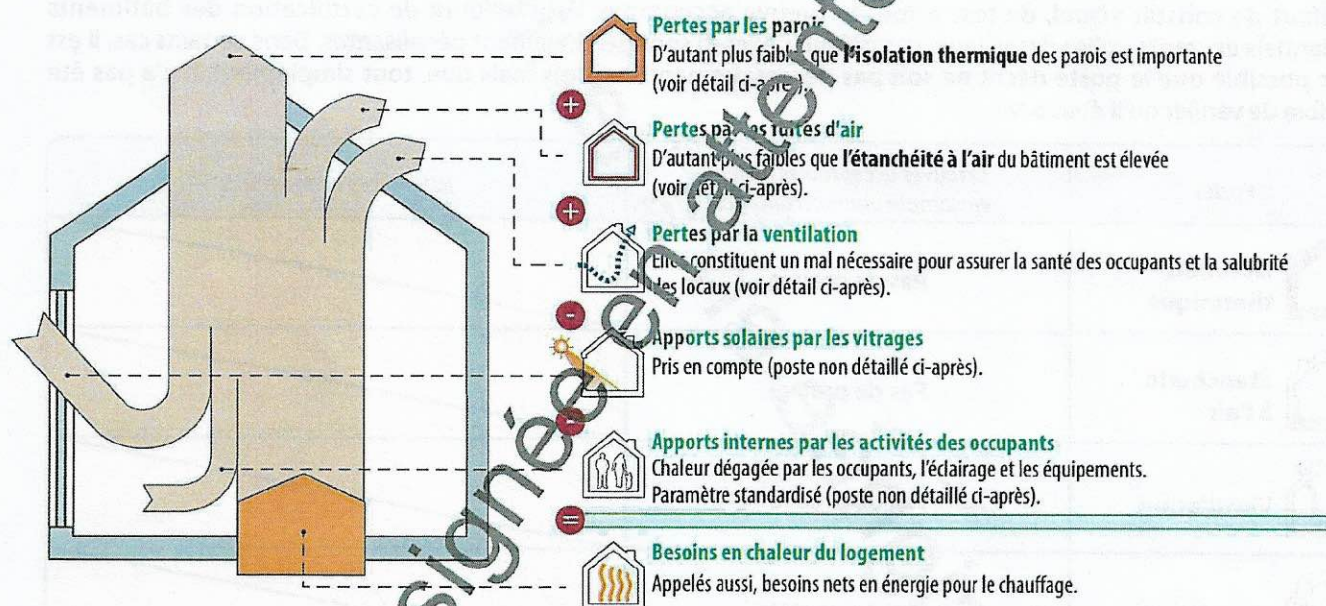 Pertes par les parois
D'autant plus faibles que l'isolation thermique des parois est importante
(voir détail ci-après).
+
Pertes par les fuites d'air
D'autant plus faibles que l'étanchéité à l'air du bâtiment est élevée
(voir détail ci-après).
+
Pertes par la ventilation
Elles constituent un mal nécessaire pour assurer la santé des occupants et la salubrité
des locaux (voir détail ci-après).
-
Apports solaires par les vitrages
Pris en compte (poste non détaillé ci-après).
-
Apports internes par les activités des occupants
Chaleur dégagée par les occupants, l'éclairage et les équipements.
Paramètre standardisé (poste non détaillé ci-après).
=
Besoins en chaleur du logement
Appelés aussi, besoins nets en énergie pour le chauffage.
signée en attente